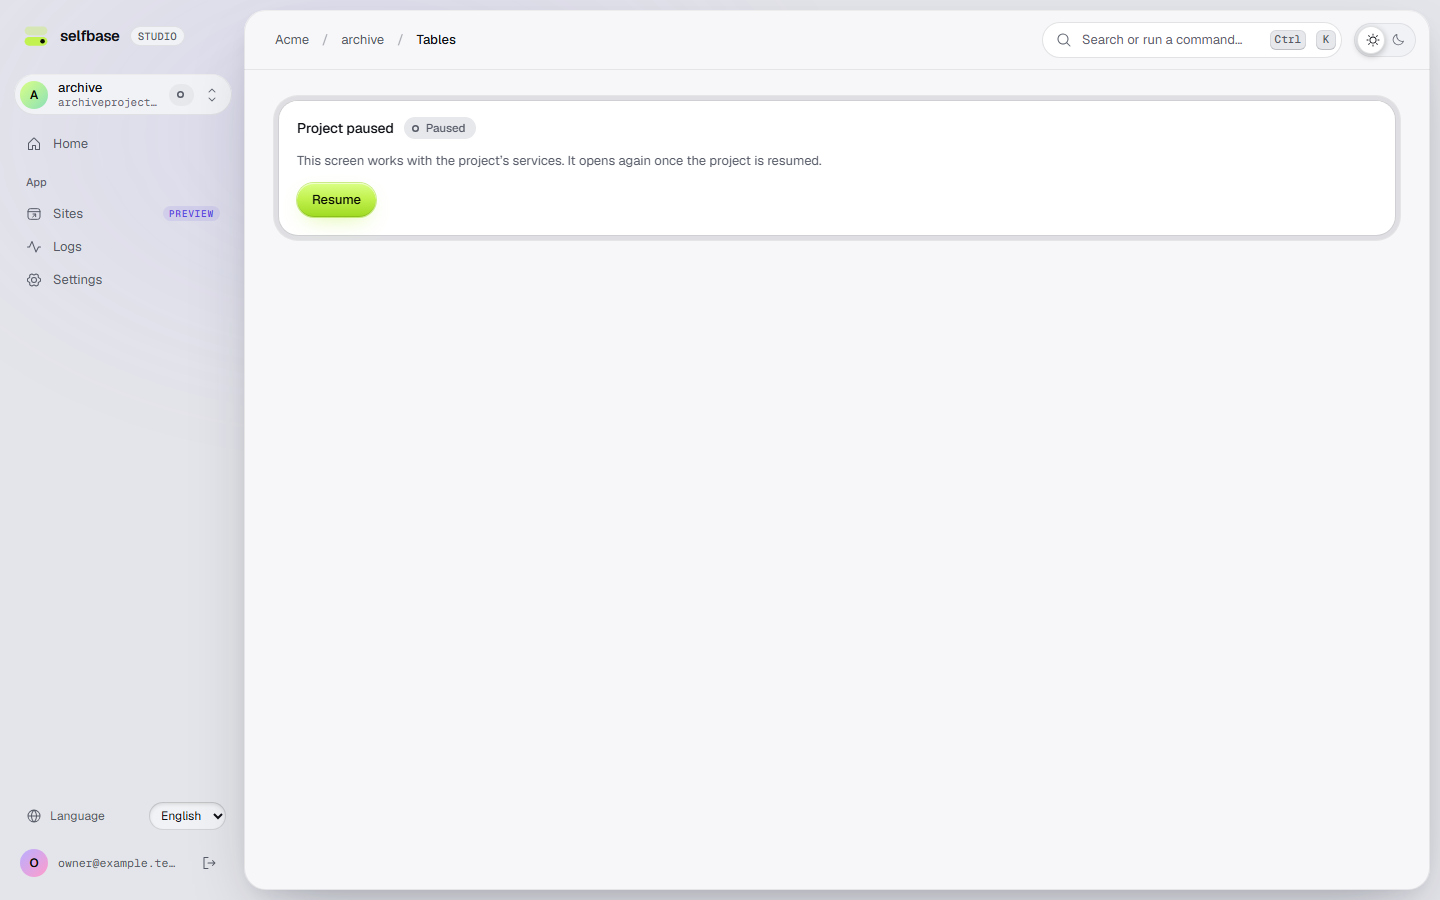 selfbase STUDIO
A archive
archiveproject…
Home
App
Sites PREVIEW
Logs
Settings
Language English
O owner@example.te…
Acme / archive / Tables
Search or run a command… Ctrl K
Project paused Paused
This screen works with the project's services. It opens again once the project is resumed.
Resume